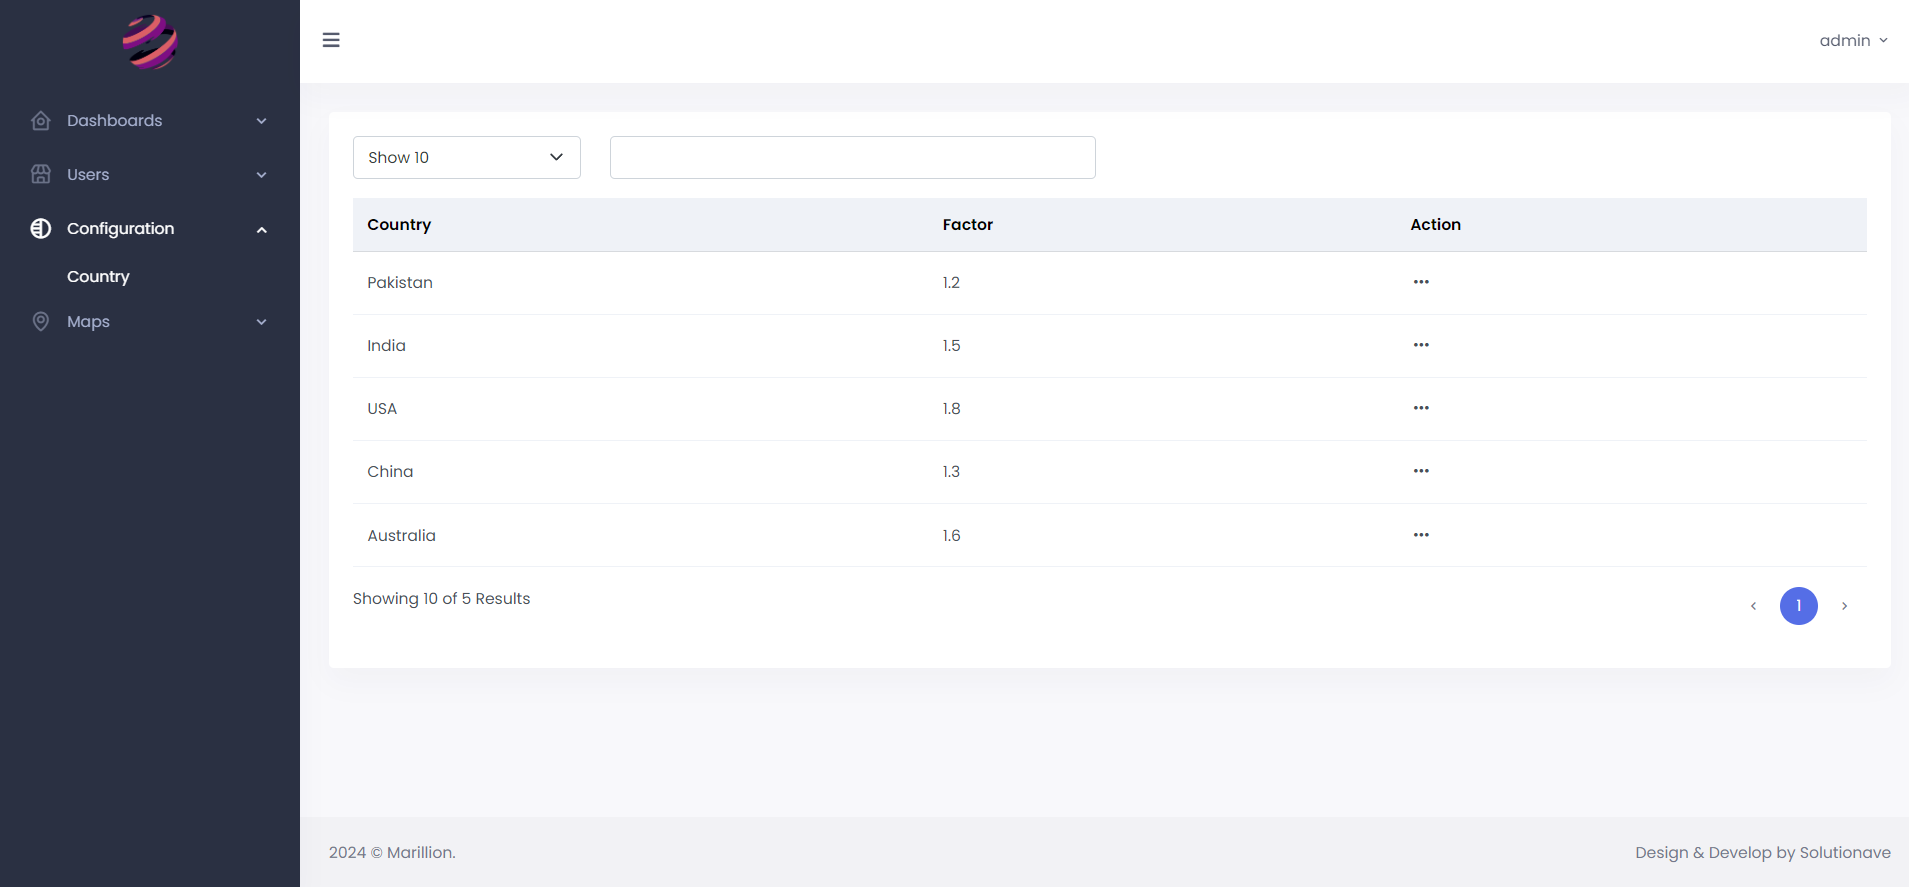 admin
Dashboards
Users
Configuration
Country
Maps
Show 10
Country Factor Action
Pakistan 1.2
India 1.5
USA 1.8
China 1.3
Australia 1.6
Showing 10 of 5 Results
1
2024 © Marillion.
Design & Develop by Solutionave